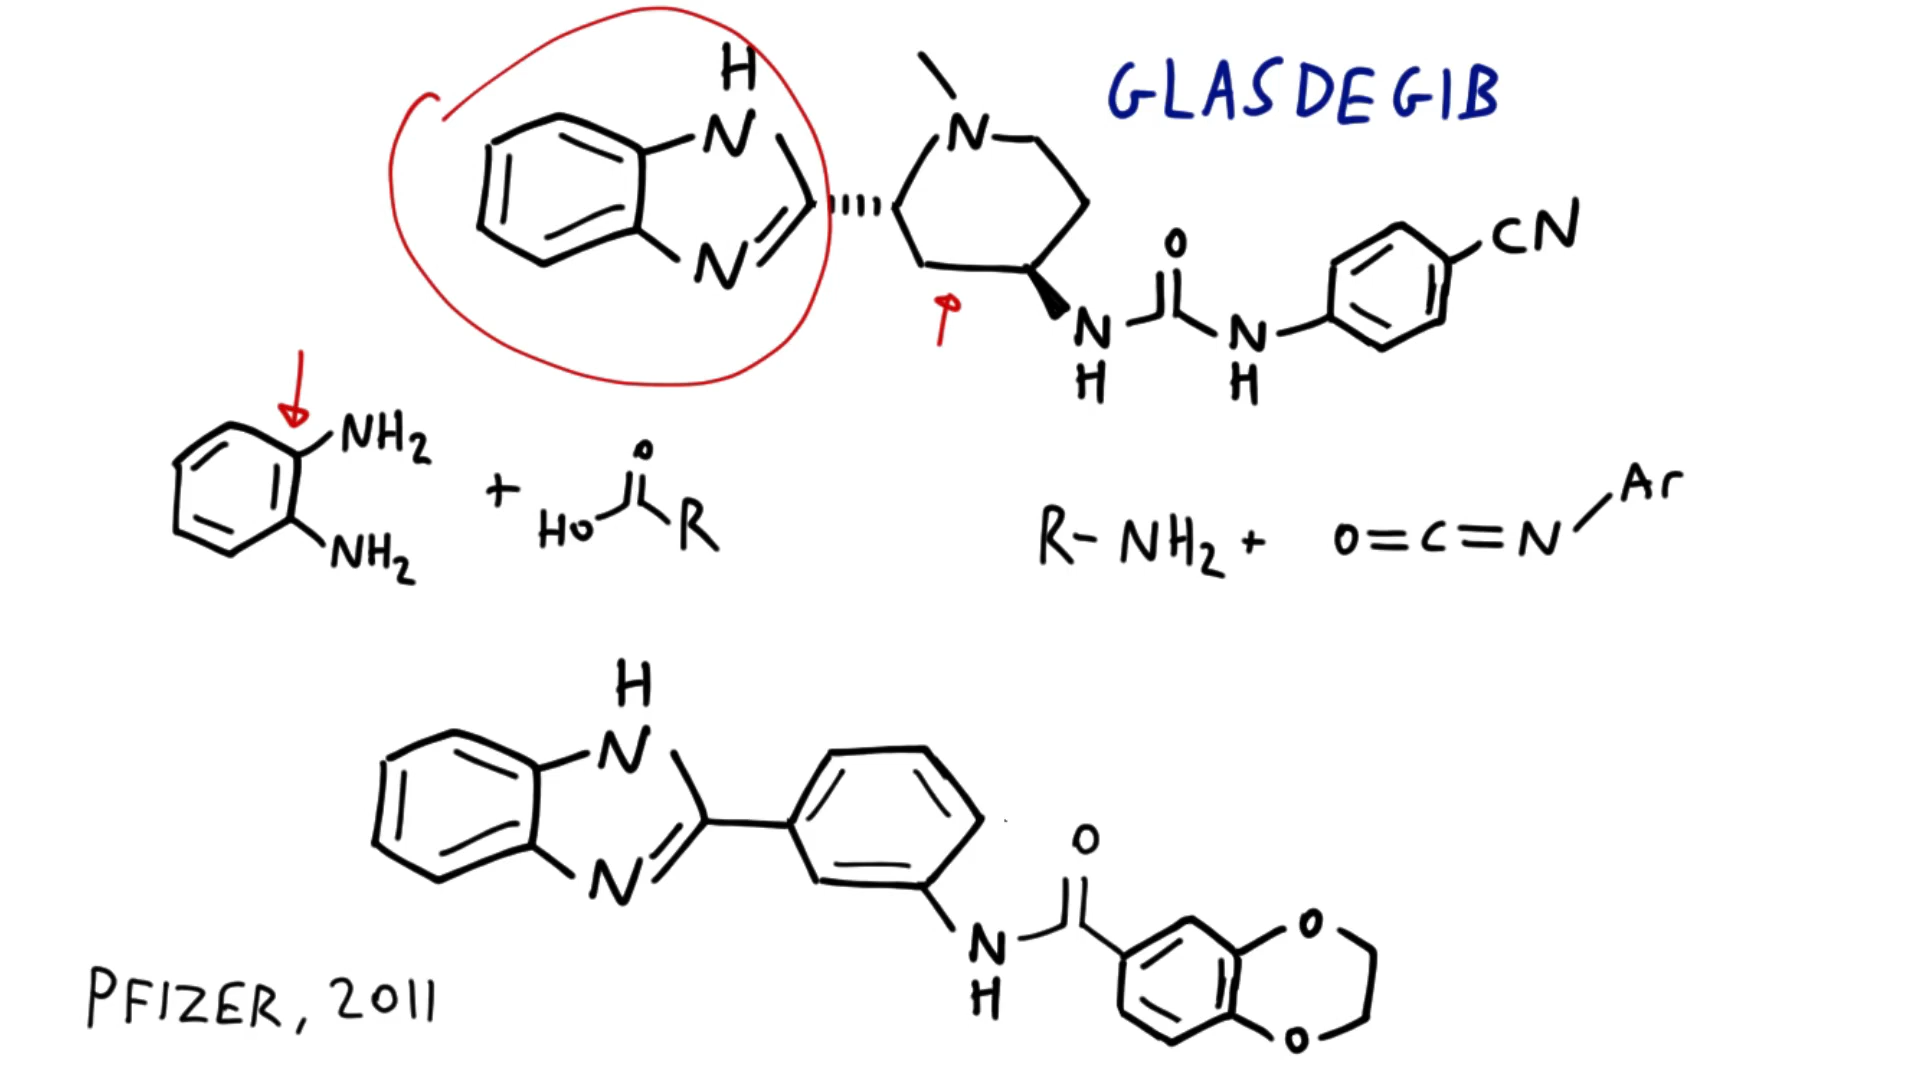 GLASDEGIB
H
N
N
N
O
N
H
N
H
CN
NH2
NH2
+
HO
O
R
R-NH2 + O=C=N
Ar
H
N
N
O
N
H
O
O
PFIZER, 2011